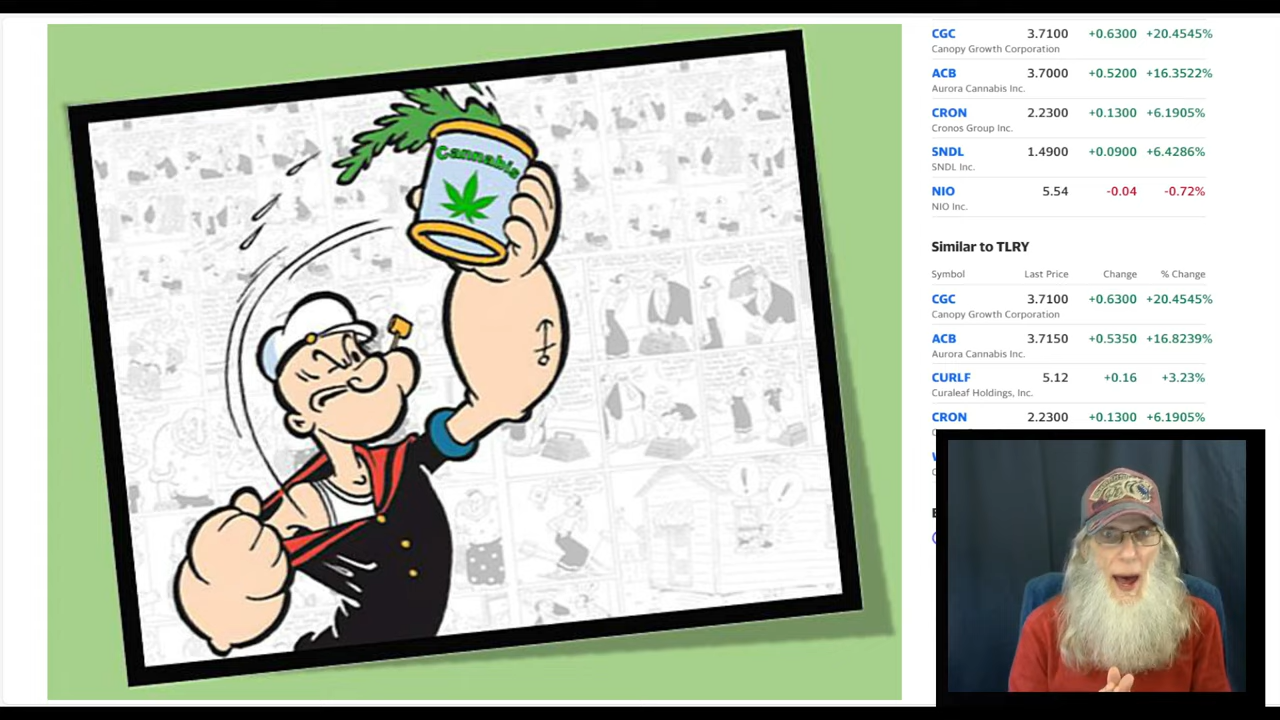 Cannabis
CGC 3.7100 +0.6300 +20.4545%
Canopy Growth Corporation
ACB 3.7000 +0.5200 +16.3522%
Aurora Cannabis Inc.
CRON 2.2300 +0.1300 +6.1905%
Cronos Group Inc.
SNDL 1.4900 +0.0900 +6.4286%
SNDL Inc.
NIO 5.54 -0.04 -0.72%
NIO Inc.
Similar to TLRY
Symbol Last Price Change % Change
CGC 3.7100 +0.6300 +20.4545%
Canopy Growth Corporation
ACB 3.7150 +0.5350 +16.8239%
Aurora Cannabis Inc.
CURLF 5.12 +0.16 +3.23%
Curaleaf Holdings, Inc.
CRON 2.2300 +0.1300 +6.1905%